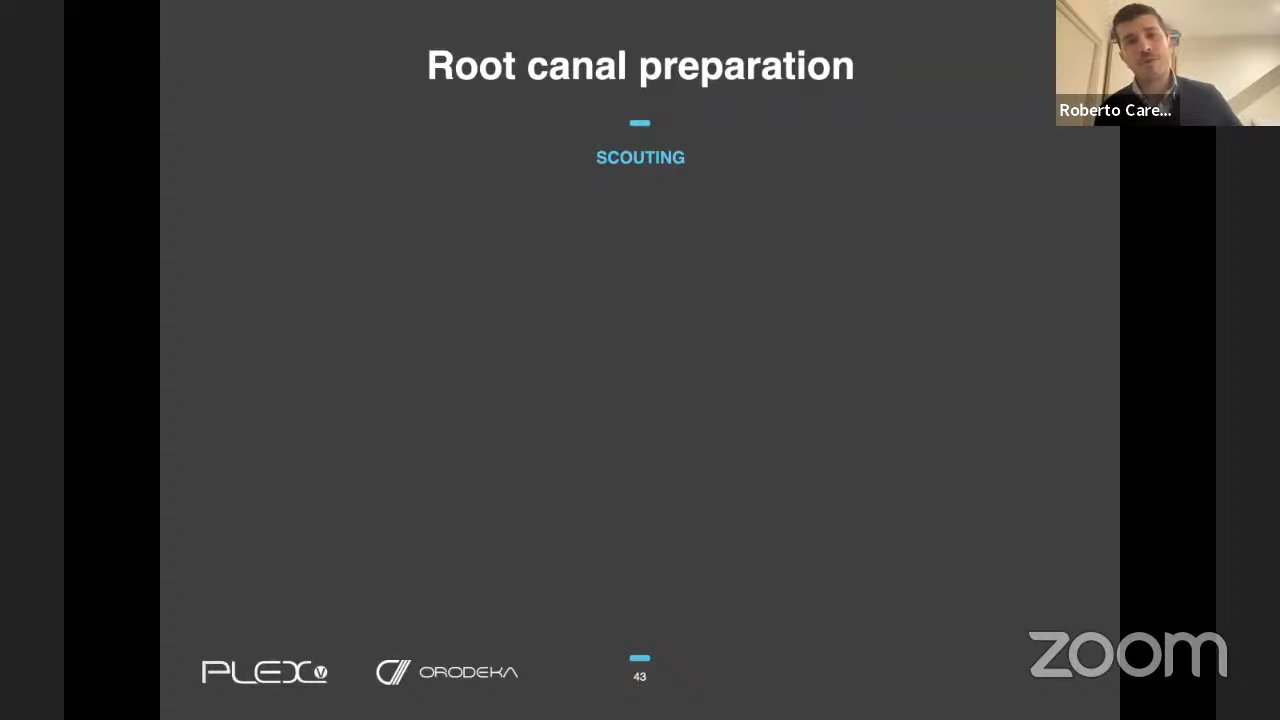 Root canal preparation
SCOUTING
Roberto Care...
PLEX V
ORODEKA
43
zoom